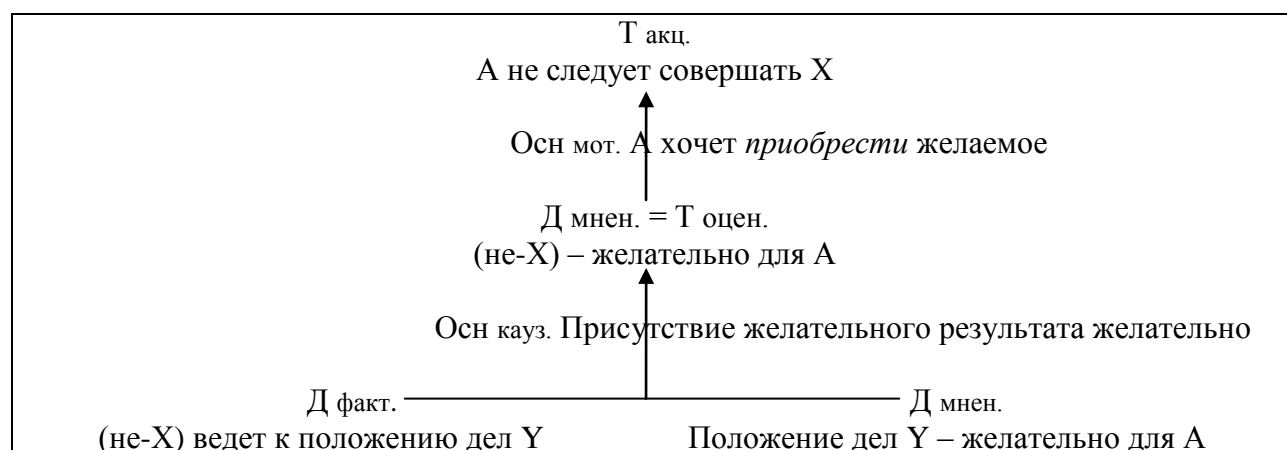 Т акц.
А не следует совершать X
Осн мот. А хочет приобрести желаемое
Д мнен. = Т оцен.
(не-X) – желательно для А
Осн кауз. Присутствие желательного результата желательно
Д факт. Д мнен.
(не-X) ведет к положению дел Y Положение дел Y – желательно для А